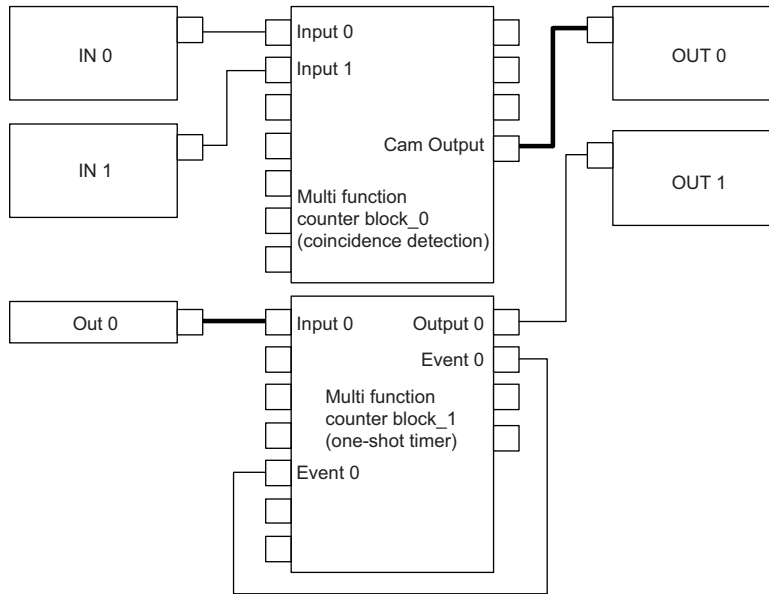 IN 0
Input 0
Input 1
OUT 0
IN 1
Cam Output
OUT 1
Multi function
counter block_0
(coincidence detection)
Out 0
Input 0
Output 0
Event 0
Multi function
counter block_1
(one-shot timer)
Event 0